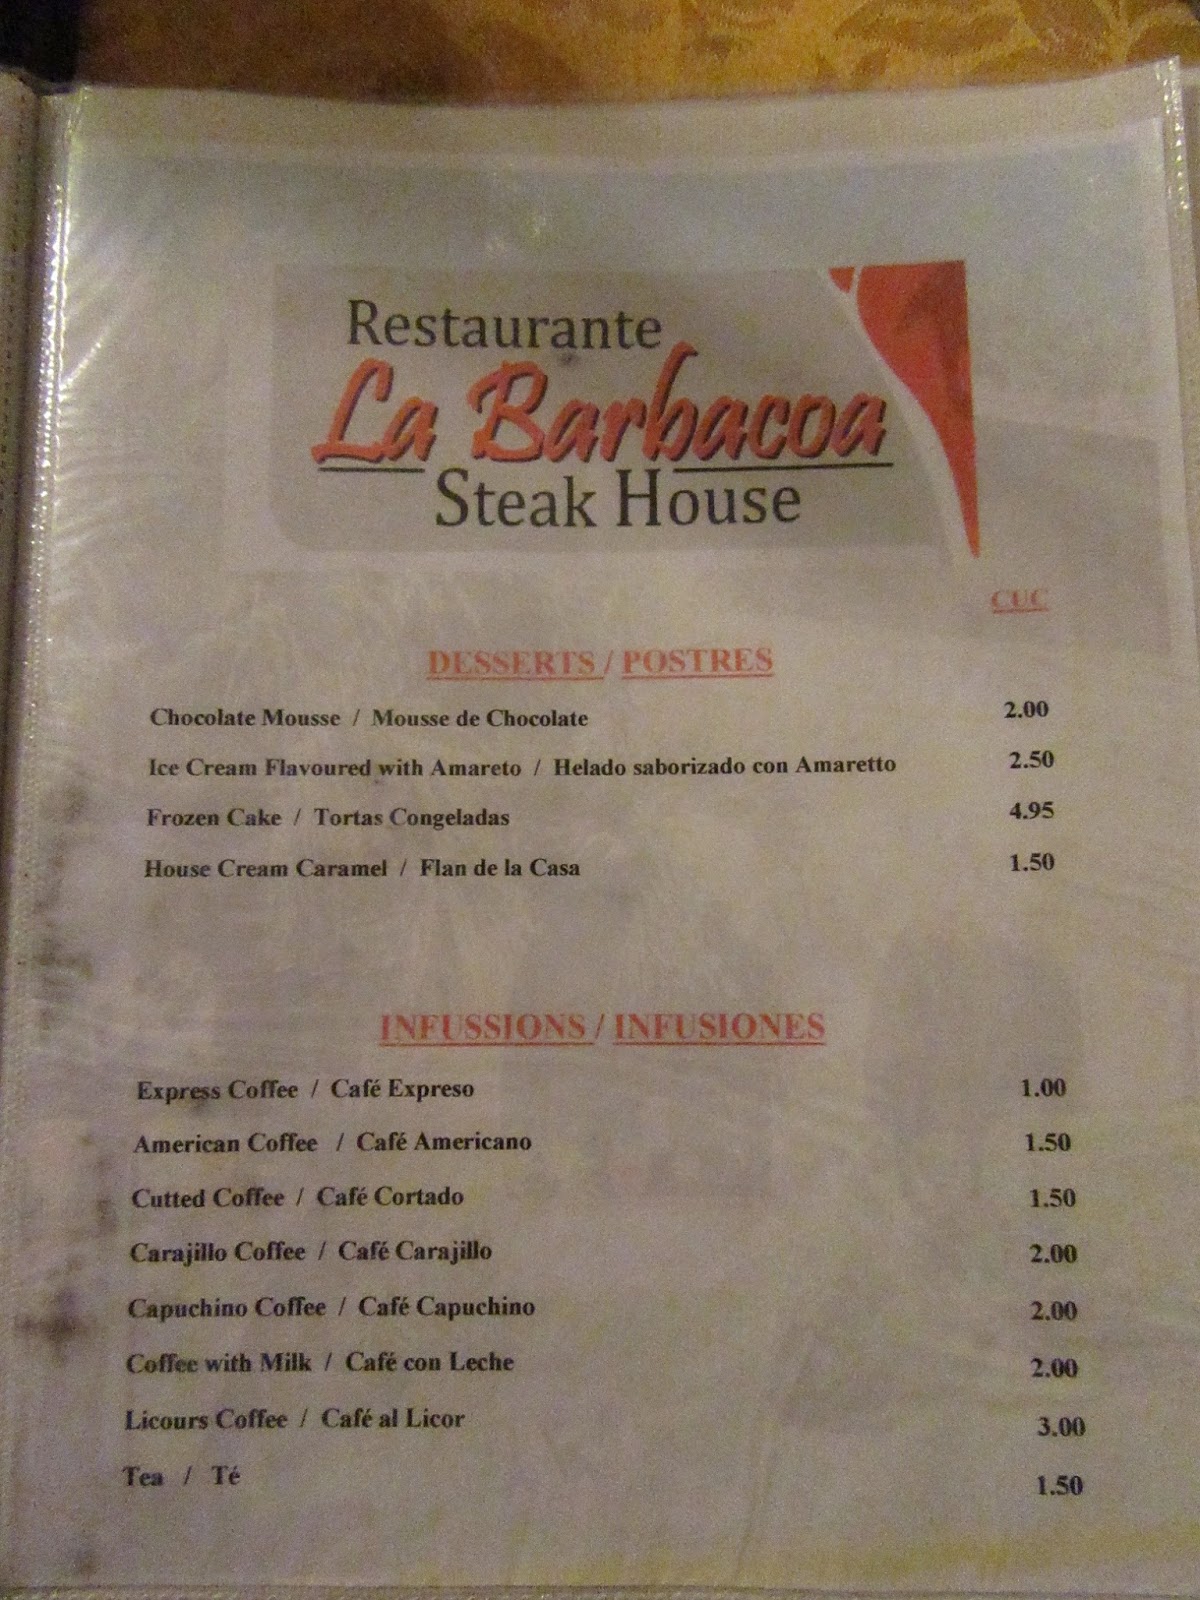 Restaurante
La Barbacoa
Steak House
CUC
DESSERTS / POSTRES
Chocolate Mousse / Mousse de Chocolate 2.00
Ice Cream Flavoured with Amareto / Helado saborizado con Amaretto 2.50
Frozen Cake / Tortas Congeladas 4.95
House Cream Caramel / Flan de la Casa 1.50
INFUSSIONS / INFUSIONES
Express Coffee / Café Expreso 1.00
American Coffee / Café Americano 1.50
Cutted Coffee / Café Cortado 1.50
Carajillo Coffee / Café Carajillo 2.00
Capuchino Coffee / Café Capuchino 2.00
Coffee with Milk / Café con Leche 2.00
Licours Coffee / Café al Licor 3.00
Tea / Té 1.50